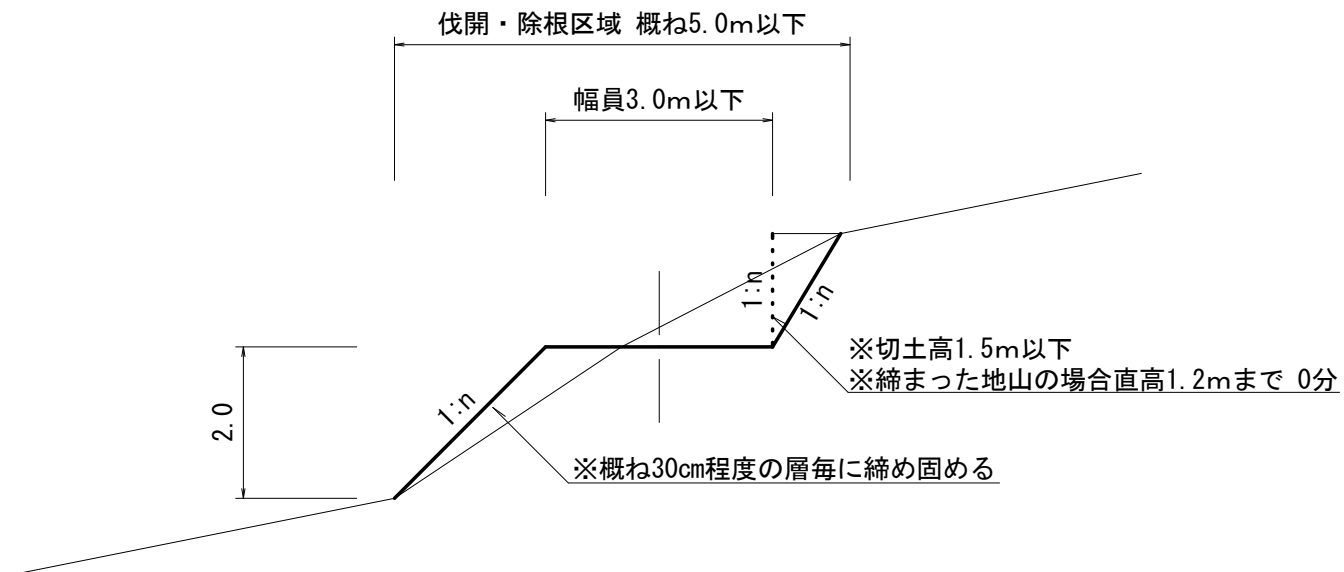 伐開・除根区域 概ね5.0m以下
幅員3.0m以下
1:n
1:n
※切土高1.5m以下
※締まった地山の場合直高1.2mまで 0分
2.0
1:n
※概ね30cm程度の層毎に締め固める